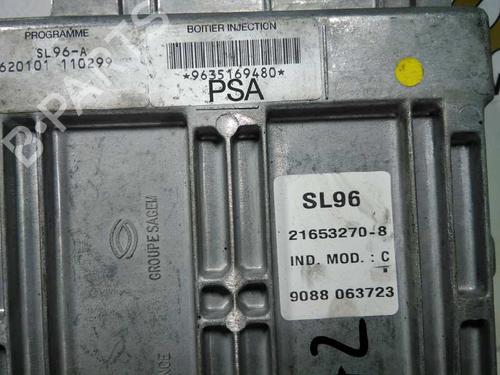 PROGRAMME
SL96-A
620101 110299
BOITIER INJECTION
*9635169480*
PSA
B-PARTS
GROUPE SAGEM
SL96
21653270-8
IND. MOD. : C
9088 063723